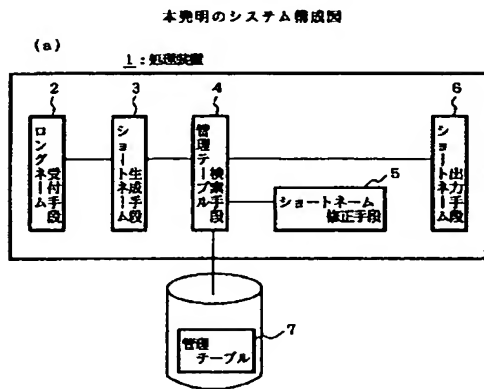 本発明のシステム構成図
(a)
1：処理装置
2
3
4
6
ロングネーム
受付手段
ショートネーム
生成手段
管理テーブル
検索手段
ショートネーム
出力手段
5
ショートネーム
修正手段
7
管理
テーブル